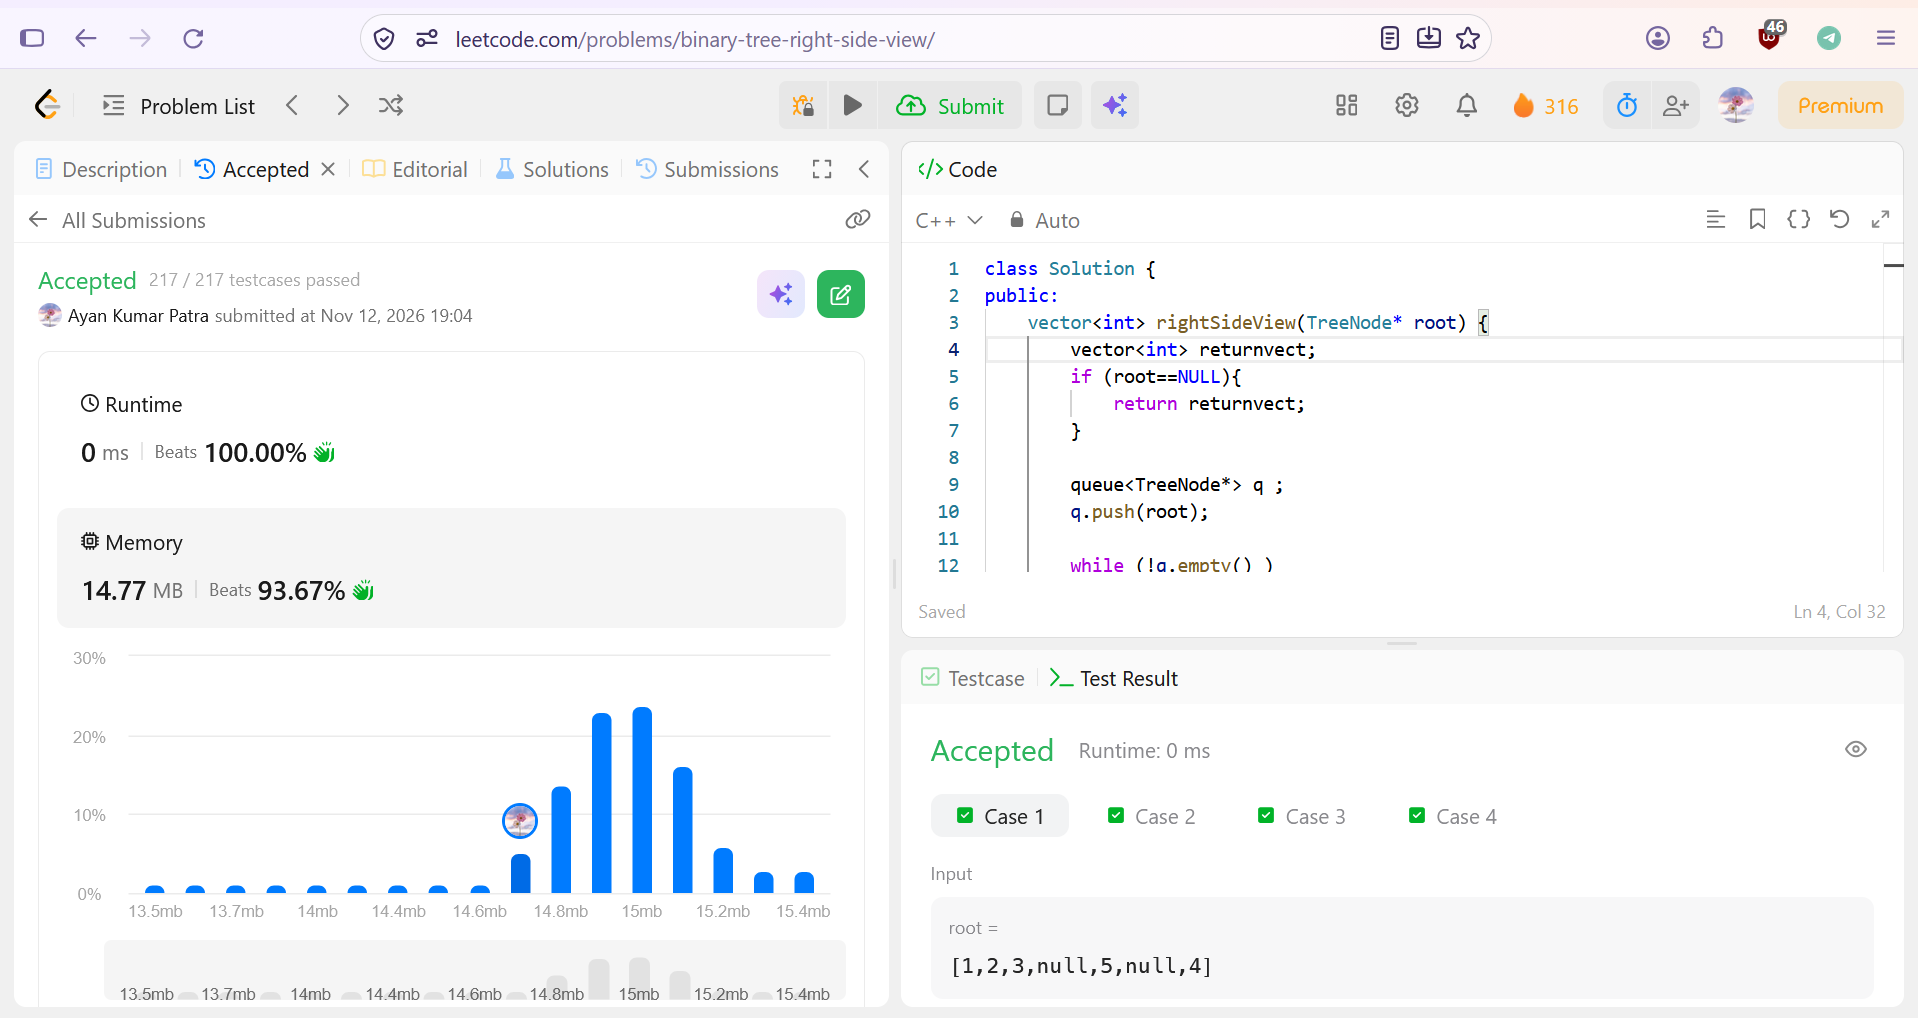 leetcode.com/problems/binary-tree-right-side-view/
46
Problem List
Submit
316
Premium
Description
Accepted
Editorial
Solutions
Submissions
All Submissions
Accepted 217 / 217 testcases passed
Ayan Kumar Patra submitted at Nov 12, 2026 19:04
Runtime
0 ms Beats 100.00%
Memory
14.77 MB Beats 93.67%
30%
20%
10%
0%
13.5mb 13.7mb 14mb 14.4mb 14.6mb 14.8mb 15mb 15.2mb 15.4mb
13.5mb 13.7mb 14mb 14.4mb 14.6mb 14.8mb 15mb 15.2mb 15.4mb
</> Code
C++ Auto
1 class Solution {
2 public:
3 vector<int> rightSideView(TreeNode* root) {
4 vector<int> returnvect;
5 if (root==NULL){
6 return returnvect;
7 }
8
9 queue<TreeNode*> q ;
10 q.push(root);
11
12 while (!q.empty() )
Saved Ln 4, Col 32
Testcase
>_ Test Result
Accepted Runtime: 0 ms
Case 1 Case 2 Case 3 Case 4
Input
root =
[1,2,3,null,5,null,4]